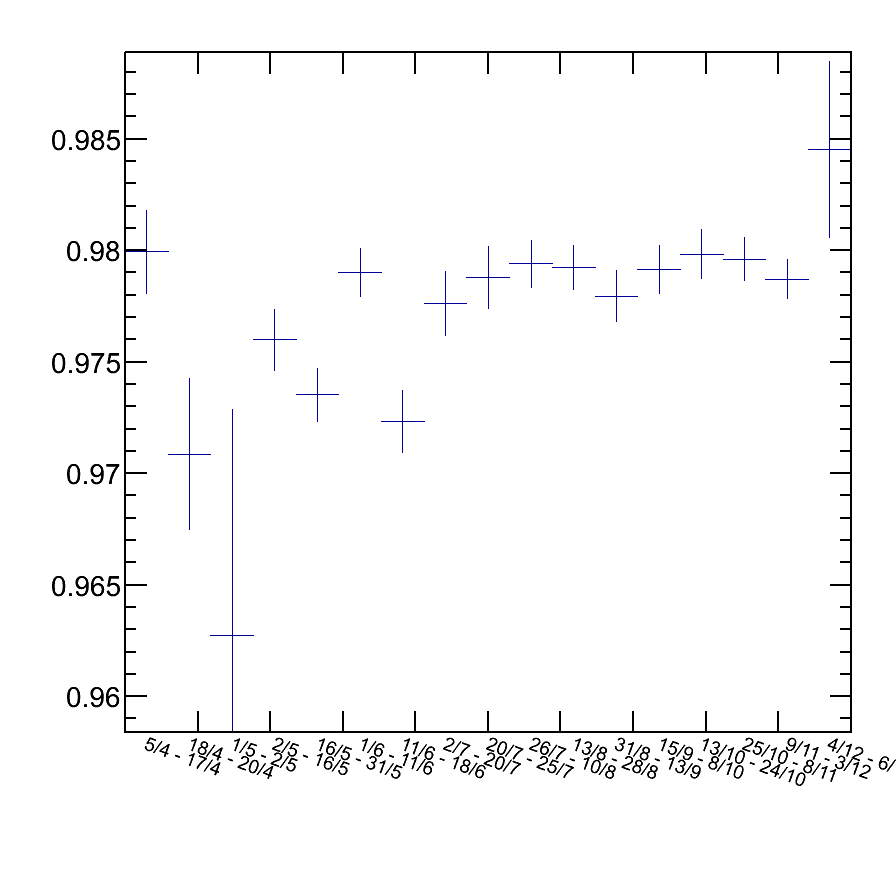 0.985
0.98
0.975
0.97
0.965
0.96
5/4 - 17/4
18/4 - 20/4
1/5 - 2/5
2/5 - 16/5
16/5 - 31/5
1/6 - 11/6
11/6 - 18/6
2/7 - 20/7
20/7 - 25/7
26/7 - 10/8
13/8 - 28/8
31/8 - 13/9
15/9 - 8/10
13/10 - 24/10
25/10 - 8/11
9/11 - 3/12
4/12 - 6/